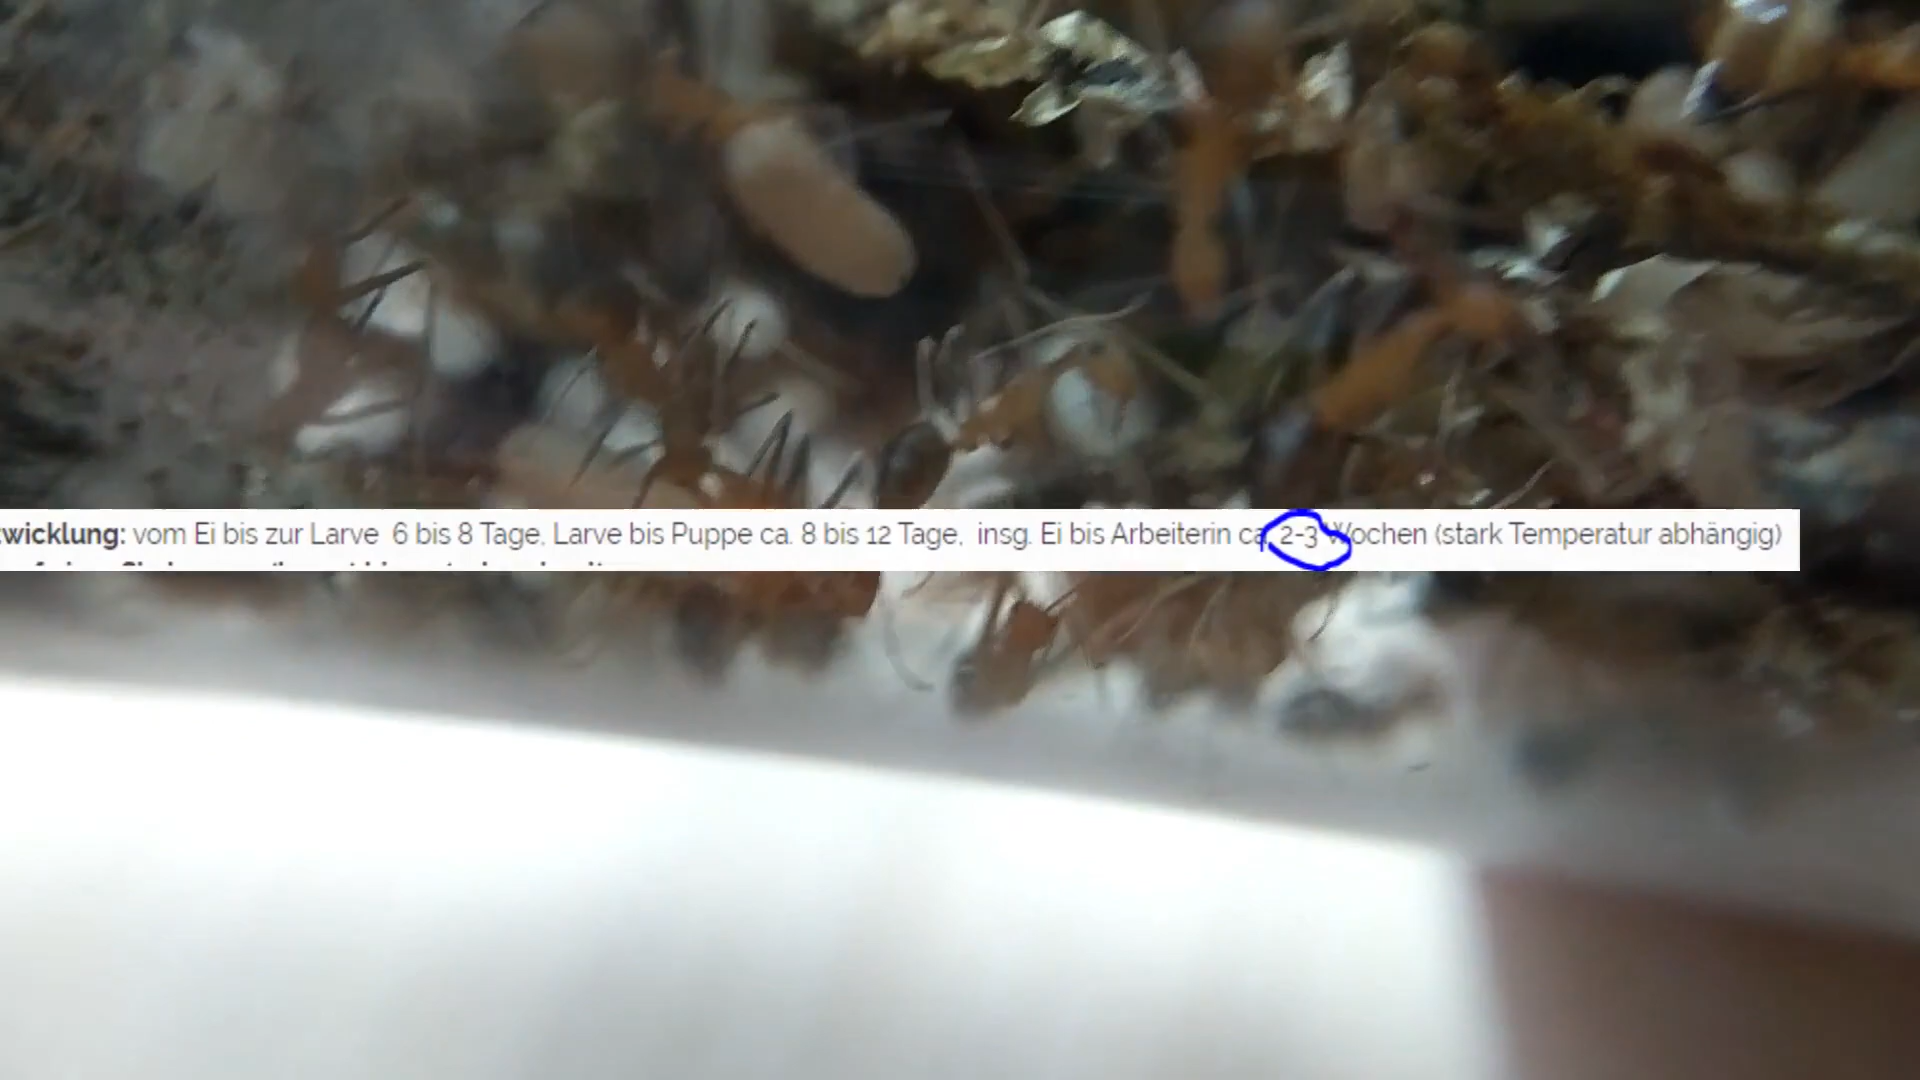 wicklung: vom Ei bis zur Larve 6 bis 8 Tage, Larve bis Puppe ca. 8 bis 12 Tage, insg. Ei bis Arbeiterin ca. 2-3 Wochen (stark Temperatur abhängig)